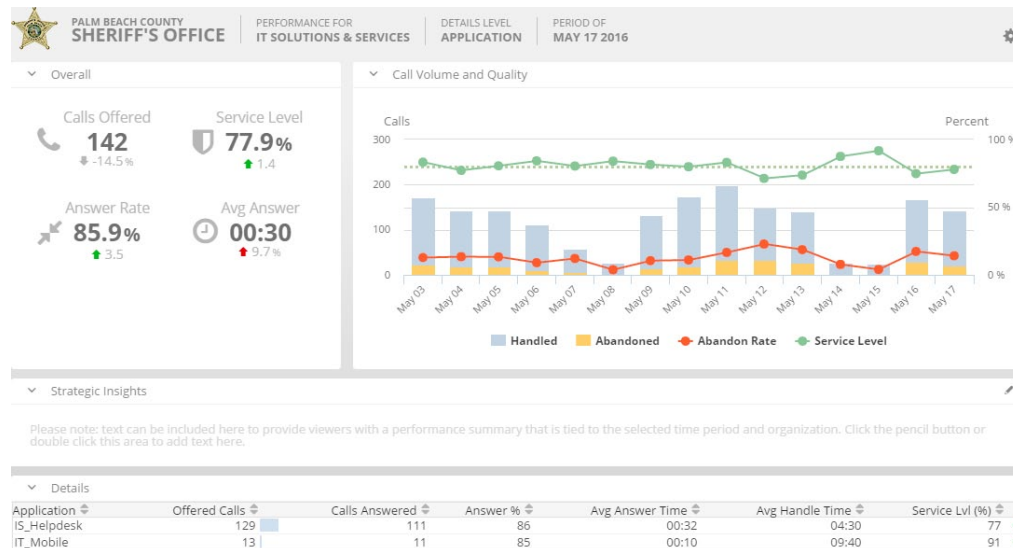 PALM BEACH COUNTY
SHERIFF'S OFFICE
PERFORMANCE FOR
IT SOLUTIONS & SERVICES
DETAILS LEVEL
APPLICATION
PERIOD OF
MAY 17 2016
Overall
Calls Offered
142
-14.5%
Service Level
77.9%
1.4
Answer Rate
85.9%
3.5
Avg Answer
00:30
9.7%
Call Volume and Quality
Calls Percent
300 100 %
200
50 %
100
0 0 %
May 03 May 04 May 05 May 06 May 07 May 08 May 09 May 10 May 11 May 12 May 13 May 14 May 15 May 16 May 17
Handled Abandoned Abandon Rate Service Level
Strategic Insights
Please note: text can be included here to provide viewers with a performance summary that is tied to the selected time period and organization. Click the pencil button or
double click this area to add text here.
Details
Application Offered Calls Calls Answered Answer % Avg Answer Time Avg Handle Time Service Lvl (%)
IS_Helpdesk 129 111 86 00:32 04:30 77
IT_Mobile 13 11 85 00:10 09:40 91